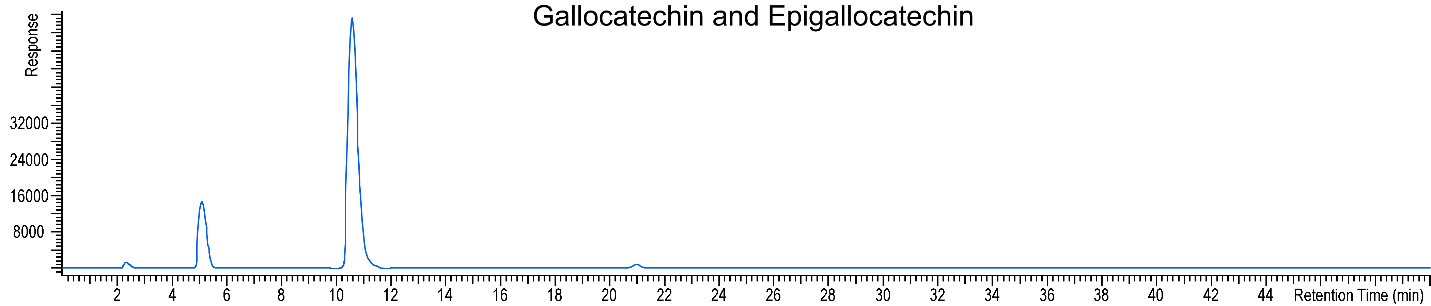 Gallocatechin and Epigallocatechin
Response
32000
24000
16000
8000
2 4 6 8 10 12 14 16 18 20 22 24 26 28 30 32 34 36 38 40 42 44 Retention Time (min)